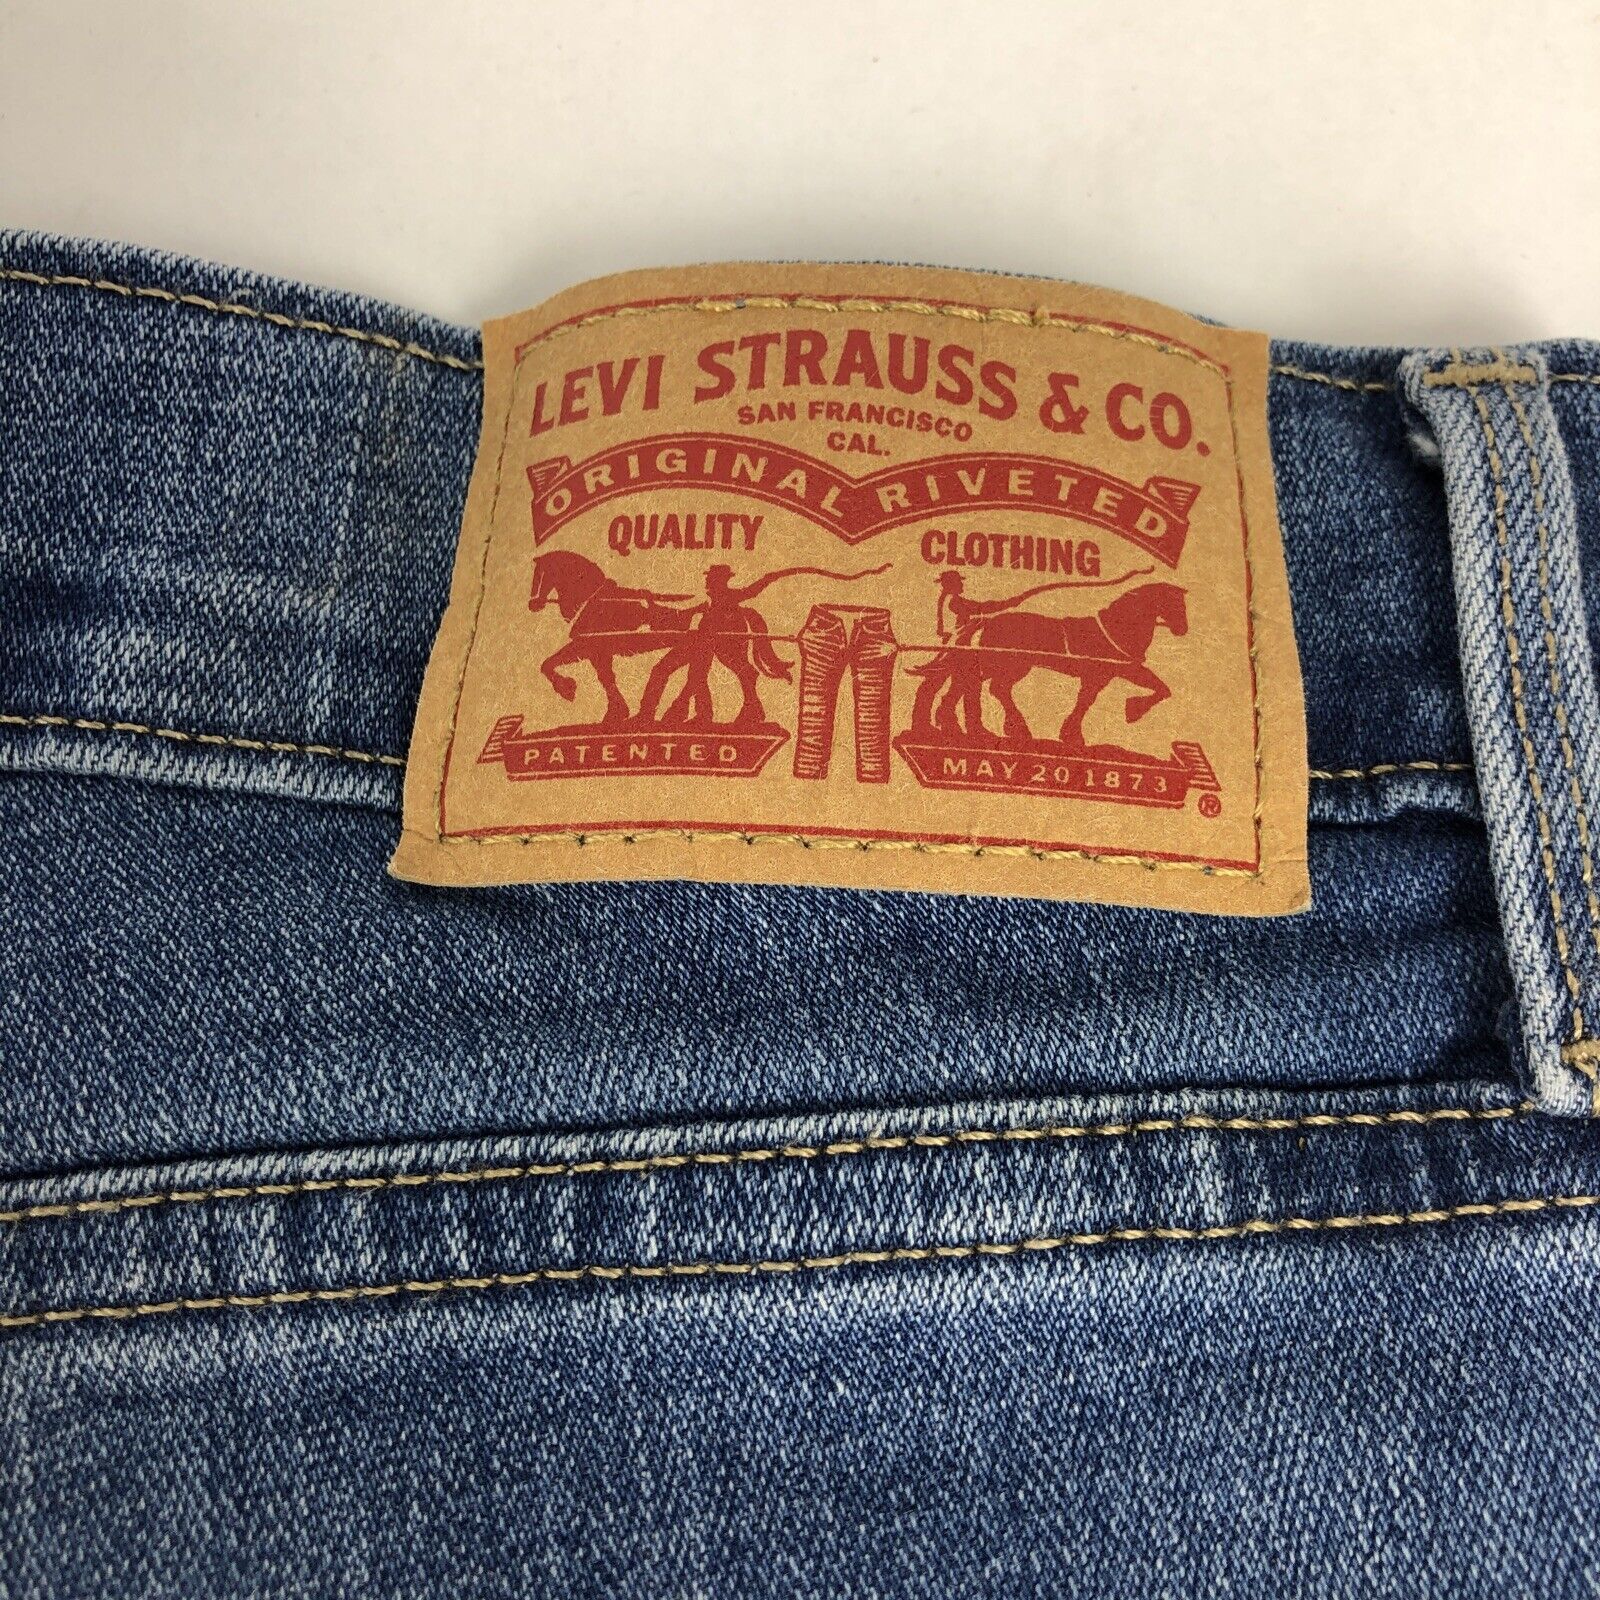 LEVI STRAUSS & CO.
SAN FRANCISCO
CAL.
ORIGINAL RIVETED
QUALITY CLOTHING
PATENTED MAY 20 1873 ®